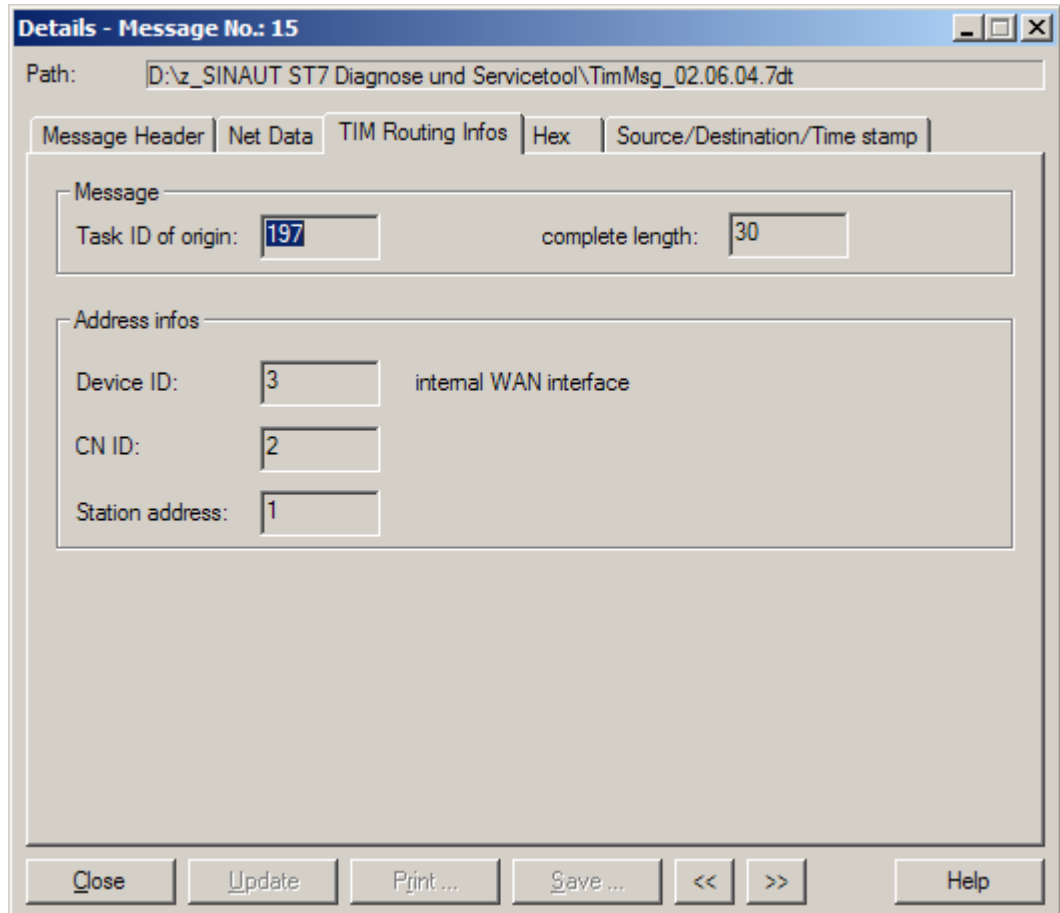 Details - Message No.: 15
Path: D:\z_SINAUT ST7 Diagnose und Servicetool\TimMsg_02.06.04.7dt
Message Header Net Data TIM Routing Infos Hex Source/Destination/Time stamp
Message
Task ID of origin: 197 complete length: 30
Address infos
Device ID: 3 internal WAN interface
CN ID: 2
Station address: 1
Close Update Print ... Save ... << >> Help